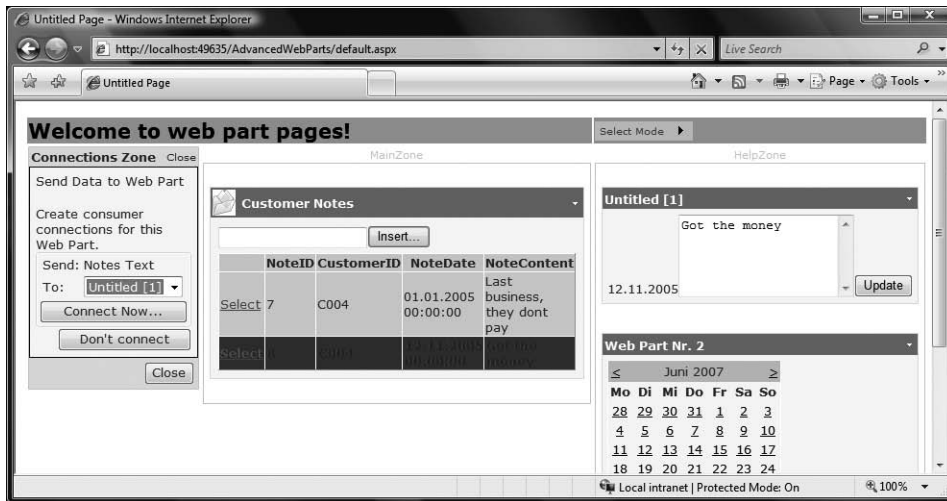 Untitled Page - Windows Internet Explorer
http://localhost:49635/AdvancedWebParts/default.aspx
Live Search
Untitled Page
Page
Tools
Welcome to web part pages!
Select Mode
Connections Zone Close
Send Data to Web Part
Create consumer
connections for this
Web Part.
Send: Notes Text
To: Untitled [1]
Connect Now...
Don't connect
Close
MainZone
Customer Notes
Insert...
NoteID CustomerID NoteDate NoteContent
Select 7 C004 01.01.2005 00:00:00 Last business, they dont pay
Select
HelpZone
Untitled [1]
Got the money
12.11.2005
Update
Web Part Nr. 2
< Juni 2007 >
Mo Di Mi Do Fr Sa So
28 29 30 31 1 2 3
4 5 6 7 8 9 10
11 12 13 14 15 16 17
18 19 20 21 22 23 24
Local intranet | Protected Mode: On
100%